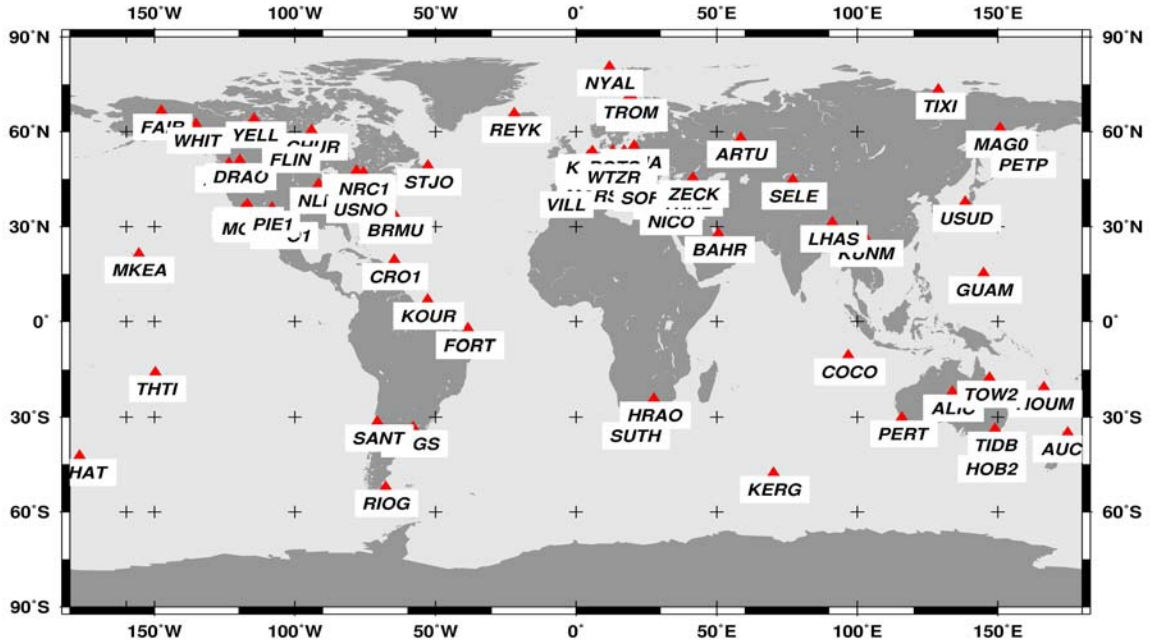 150°W 100°W 50°W 0° 50°E 100°E 150°E
90°N 90°N
NYAL
TROM
TIXI
REYK
FAIR
WHIT
YELL
CHUR
MAG0
60°N 60°N
ARTU
PETP
FLIN
DRAO
STJO
WTZR
ZECK
SELE
NRC1
USNO
VILL
NICO
USUD
PIE1
BRMU
BAHR
LHAS
KUNM
30°N 30°N
MKEA
CRO1
GUAM
KOUR
0° 0°
FORT
COCO
THTI
TOW2
ALIC
30°S 30°S
HRAO
SUTH
PERT
SANT
TIDB
HOB2
KERG
RIOG
60°S 60°S
90°S 90°S
150°W 100°W 50°W 0° 50°E 100°E 150°E